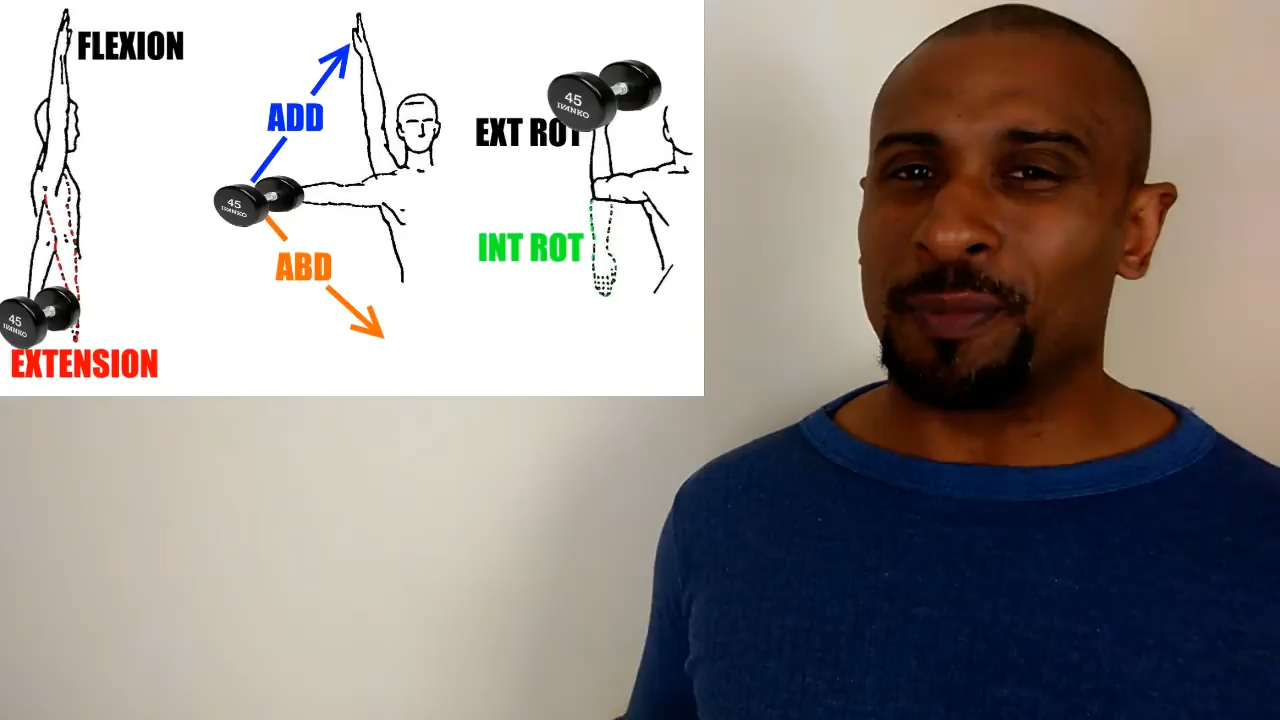 FLEXION
EXTENSION
45
IVANKO
ADD
45
IVANKO
ABD
45
IVANKO
EXT ROT
INT ROT